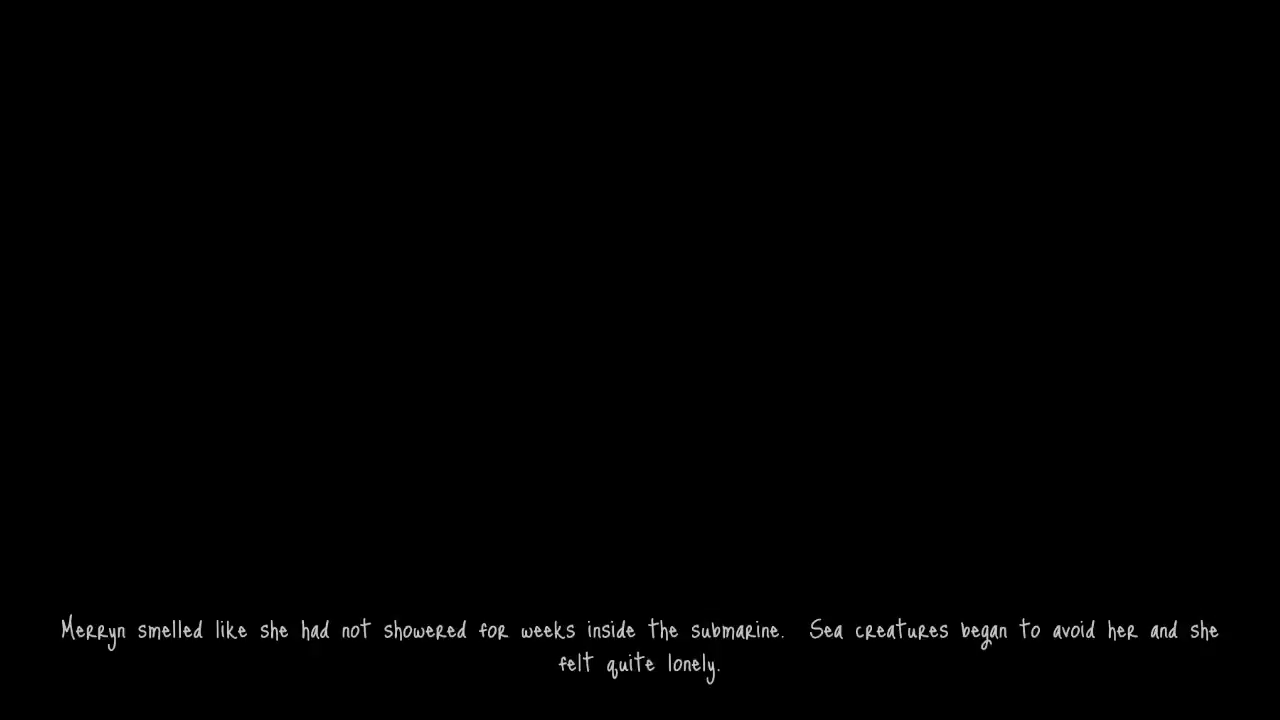 Merryn smelled like she had not showered for weeks inside the submarine.  Sea creatures began to avoid her and she
felt quite lonely.